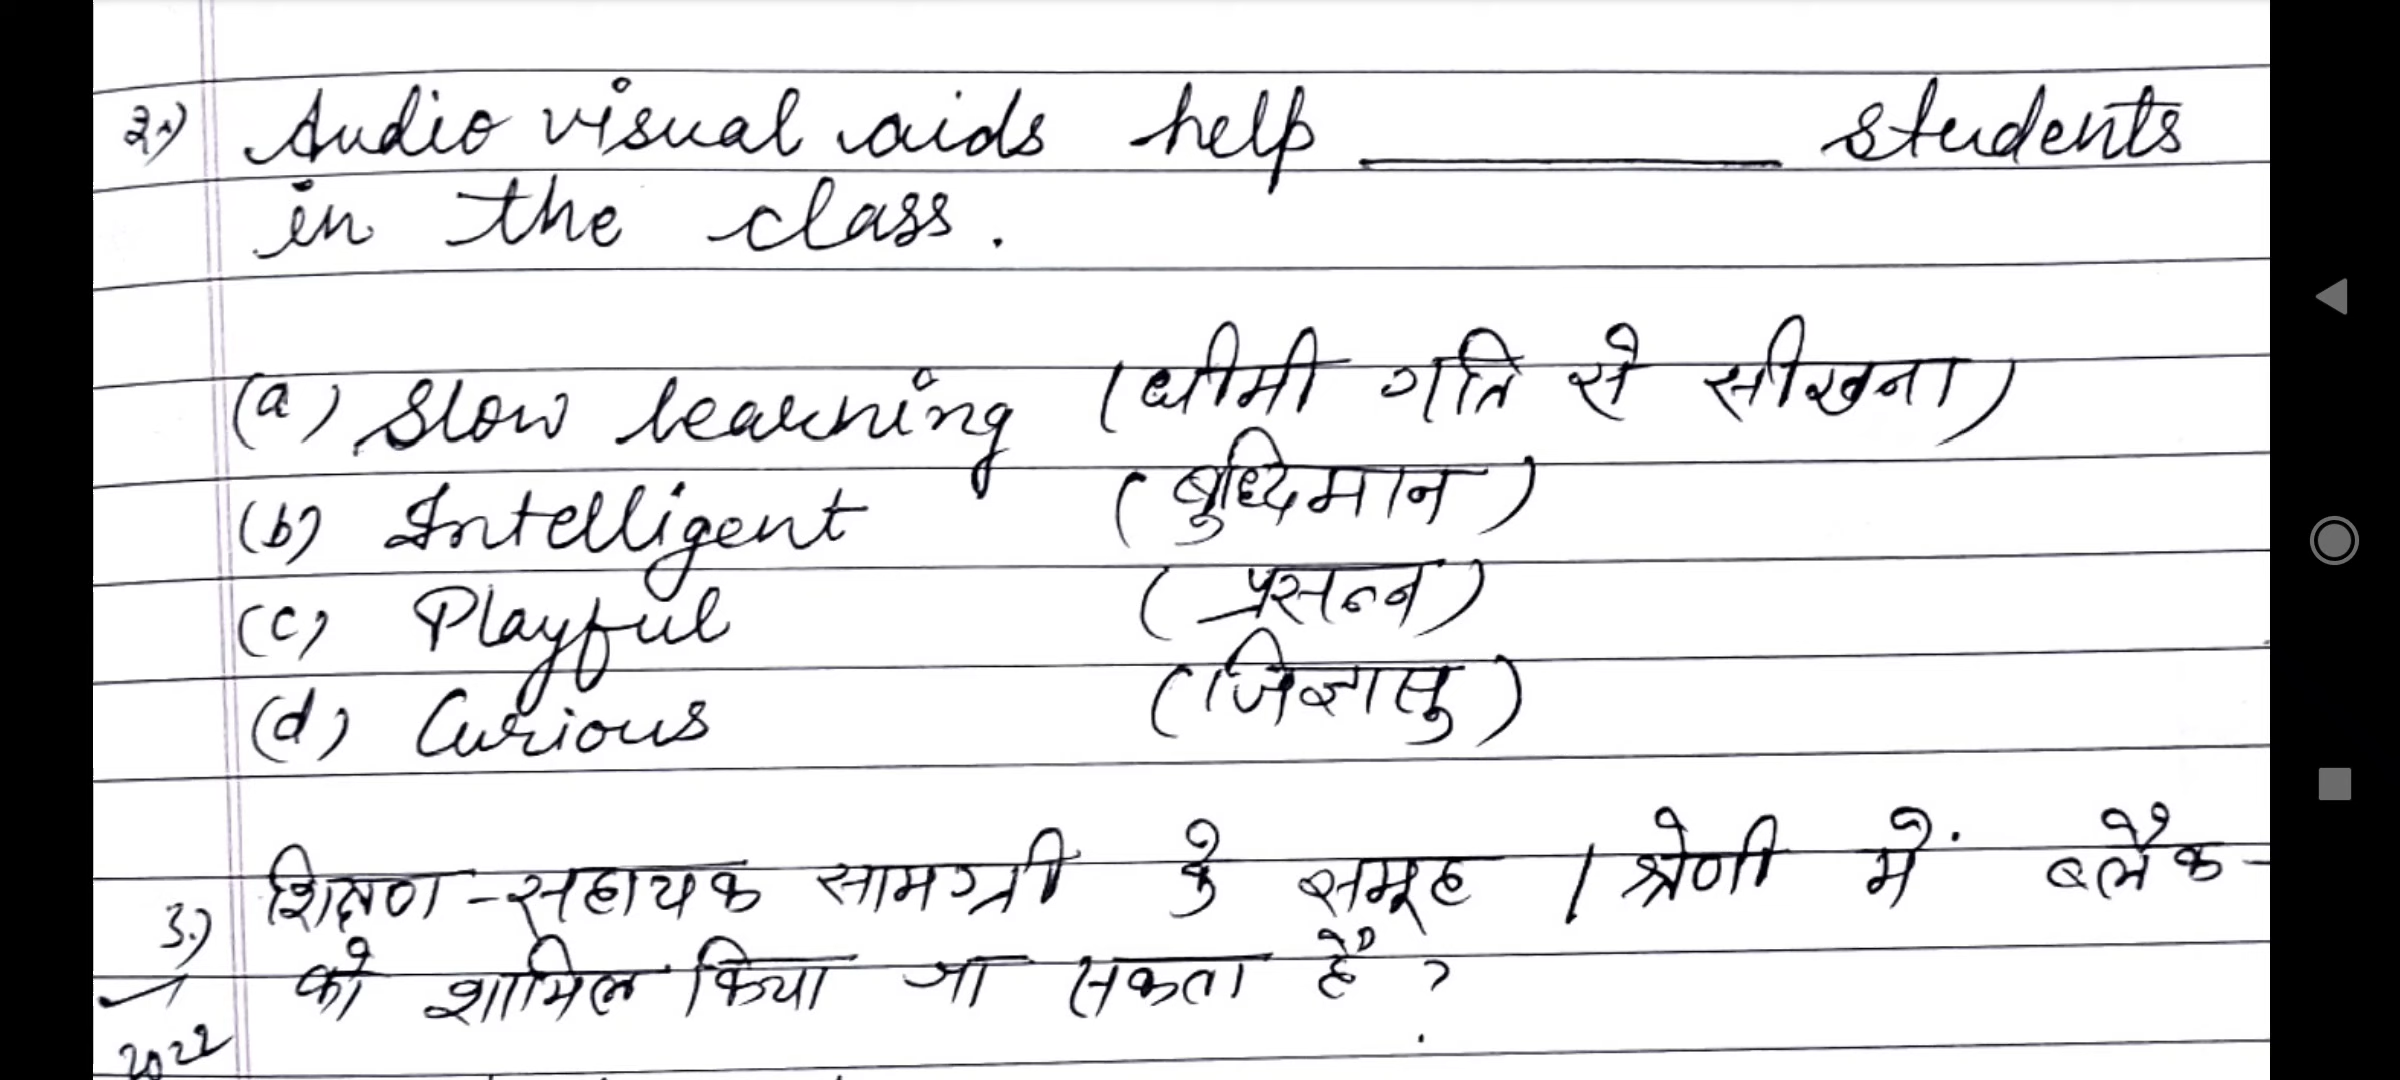 2.) Audio visual aids help ________ students
in the class.
(a) Slow learning (धीमी गति से सीखना)
(b) Intelligent (बुध्दिमान)
(c) Playful (प्रसन्न)
(d) Curious (जिज्ञासु)
3.) शिक्षण-सहायक सामग्री के समूह / श्रेणी में ब्लैक-
को शामिल किया जा सकता है ?
2022